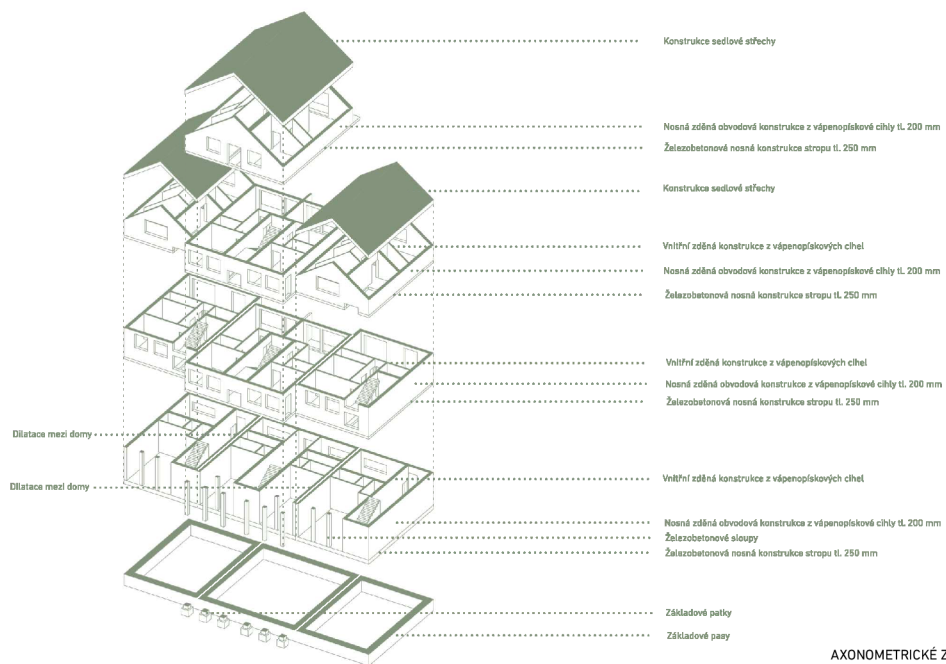 Konstrukce sedlové střechy
Nosná zděná obvodová konstrukce z vápenopískové cihly tl. 200 mm
Železobetonová nosná konstrukce stropu tl. 250 mm
Konstrukce sedlové střechy
Vnitřní zděná konstrukce z vápenopískových cihel
Nosná zděná obvodová konstrukce z vápenopískové cihly tl. 200 mm
Železobetonová nosná konstrukce stropu tl. 250 mm
Vnitřní zděná konstrukce z vápenopískových cihel
Nosná zděná obvodová konstrukce z vápenopískové cihly tl. 200 mm
Železobetonová nosná konstrukce stropu tl. 250 mm
Dilatace mezi domy
Vnitřní zděná konstrukce z vápenopískových cihel
Dilatace mezi domy
Nosná zděná obvodová konstrukce z vápenopískové cihly tl. 200 mm
Železobetonové sloupy
Železobetonová nosná konstrukce stropu tl. 250 mm
Základové patky
Základové pasy
AXONOMETRICKÉ Z